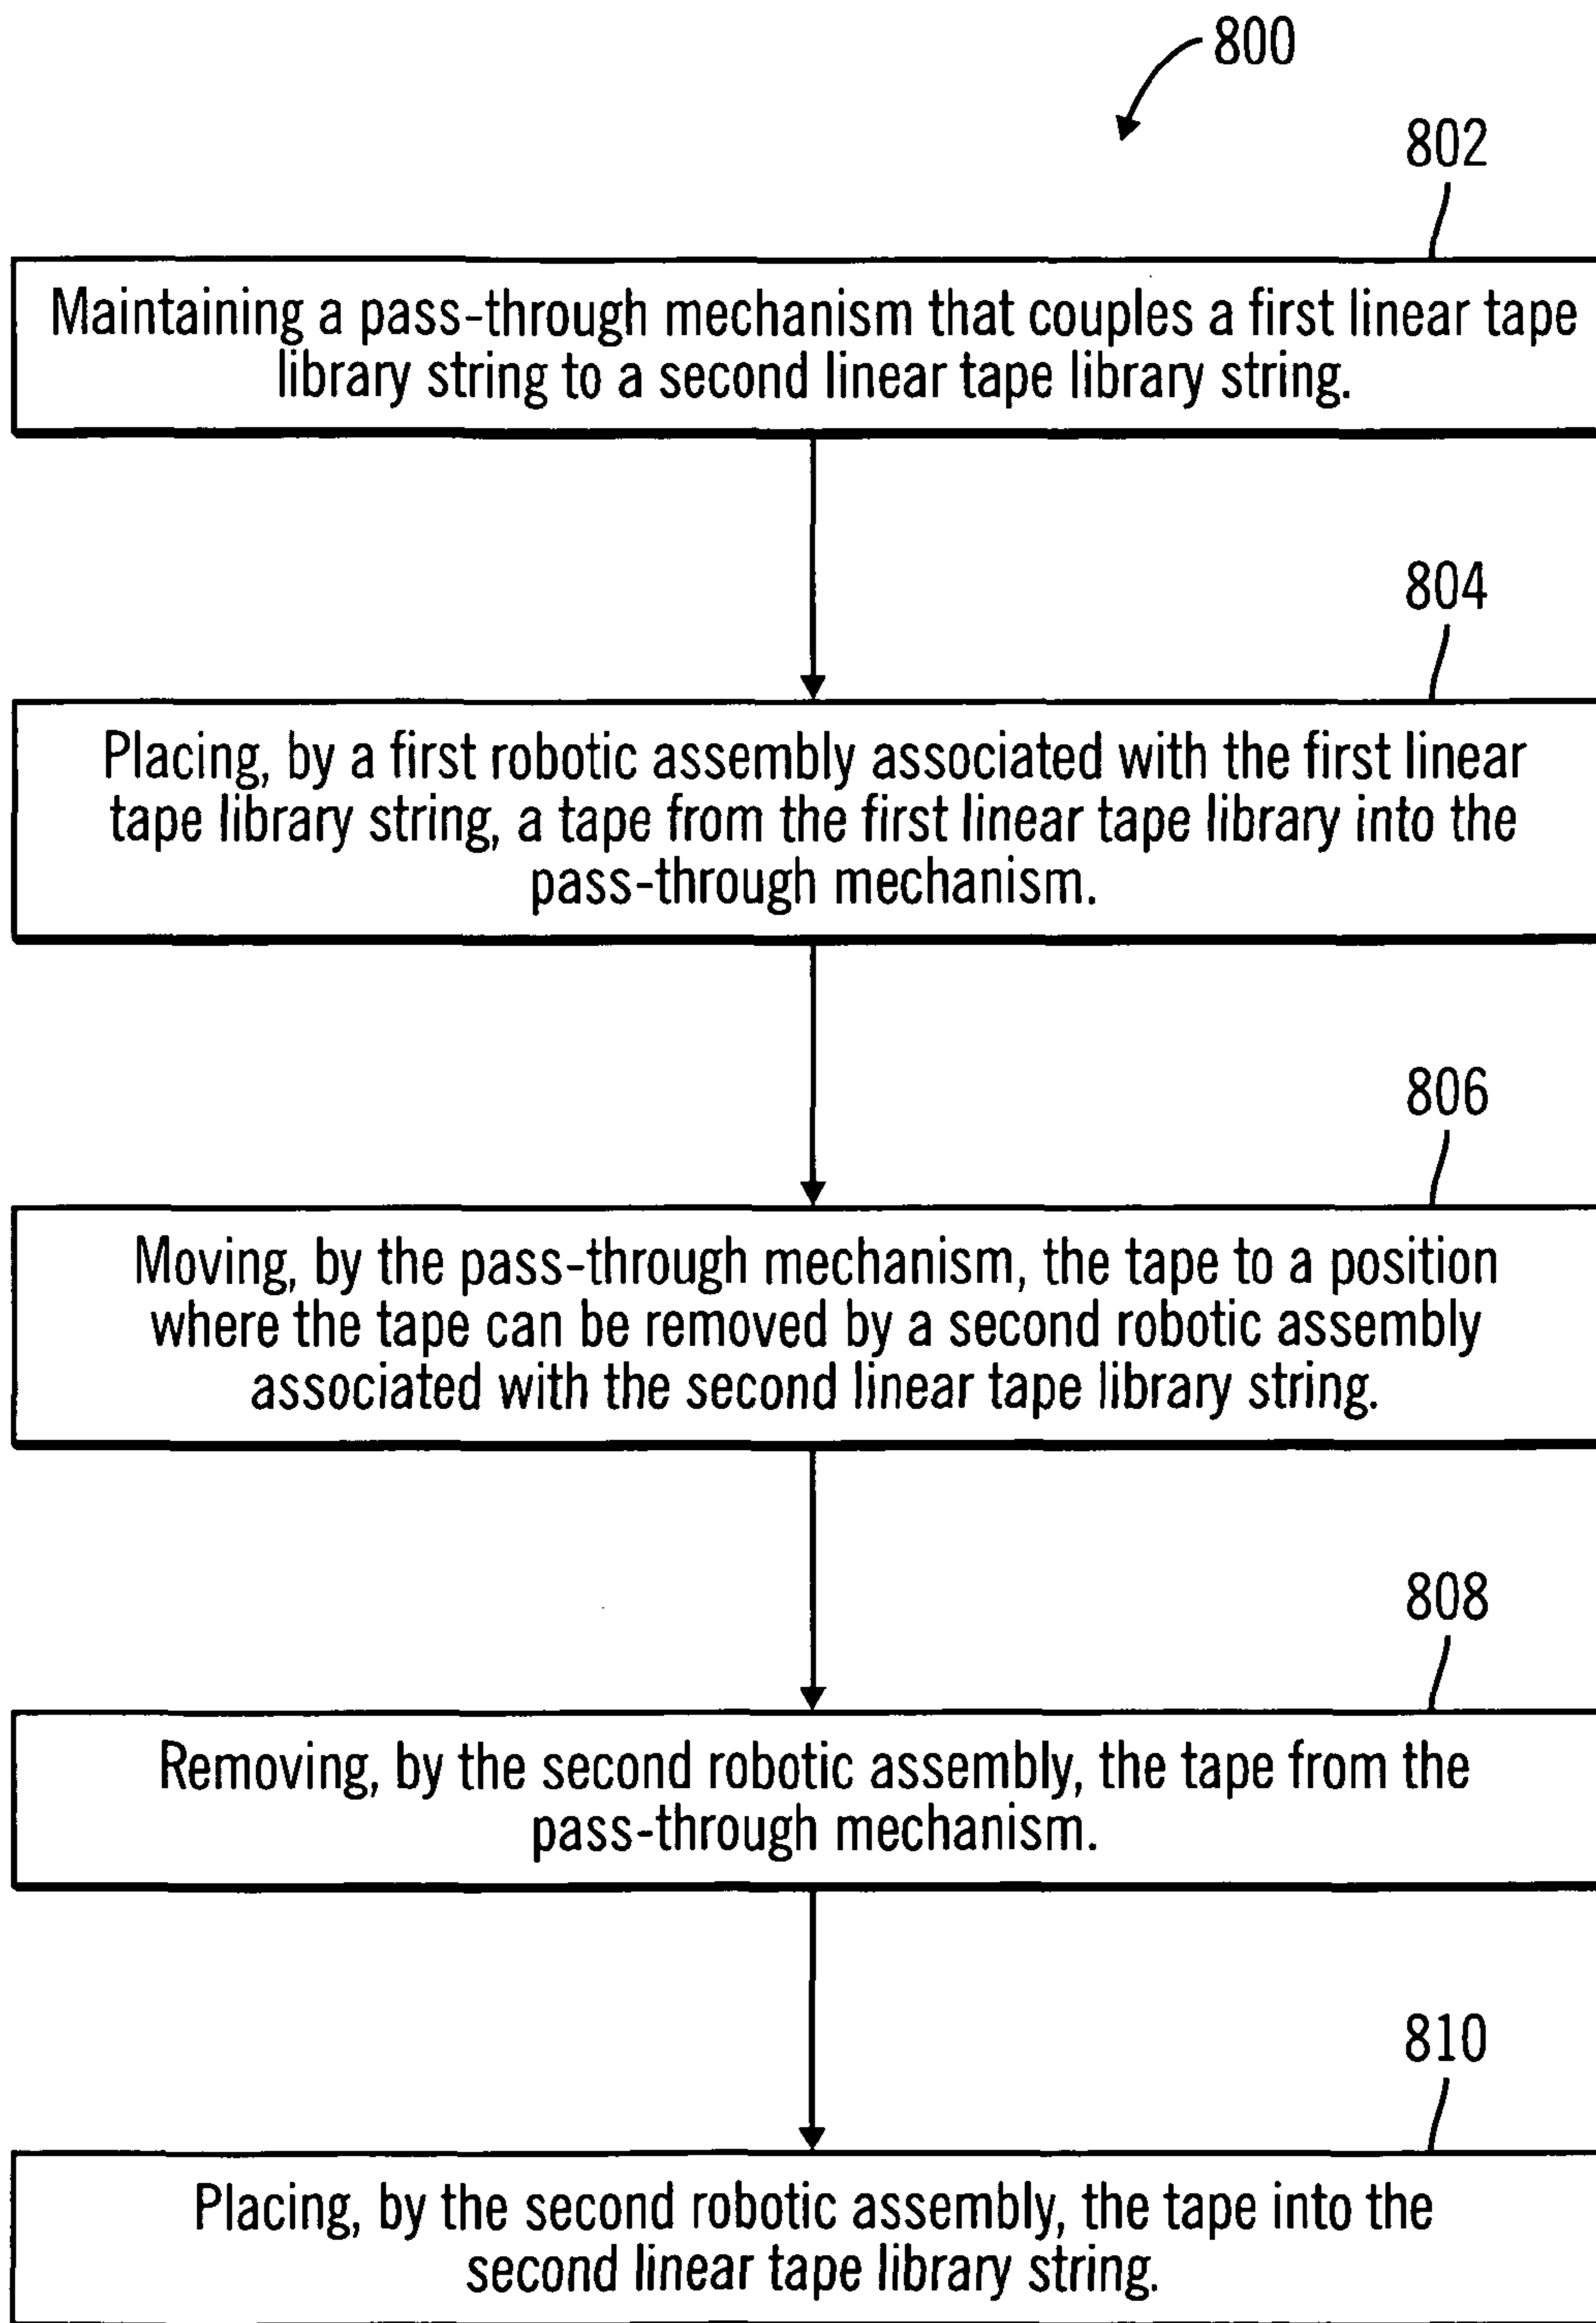 800
802
Maintaining a pass-through mechanism that couples a first linear tape
library string to a second linear tape library string.
804
Placing, by a first robotic assembly associated with the first linear
tape library string, a tape from the first linear tape library into the
pass-through mechanism.
806
Moving, by the pass-through mechanism, the tape to a position
where the tape can be removed by a second robotic assembly
associated with the second linear tape library string.
808
Removing, by the second robotic assembly, the tape from the
pass-through mechanism.
810
Placing, by the second robotic assembly, the tape into the
second linear tape library string.